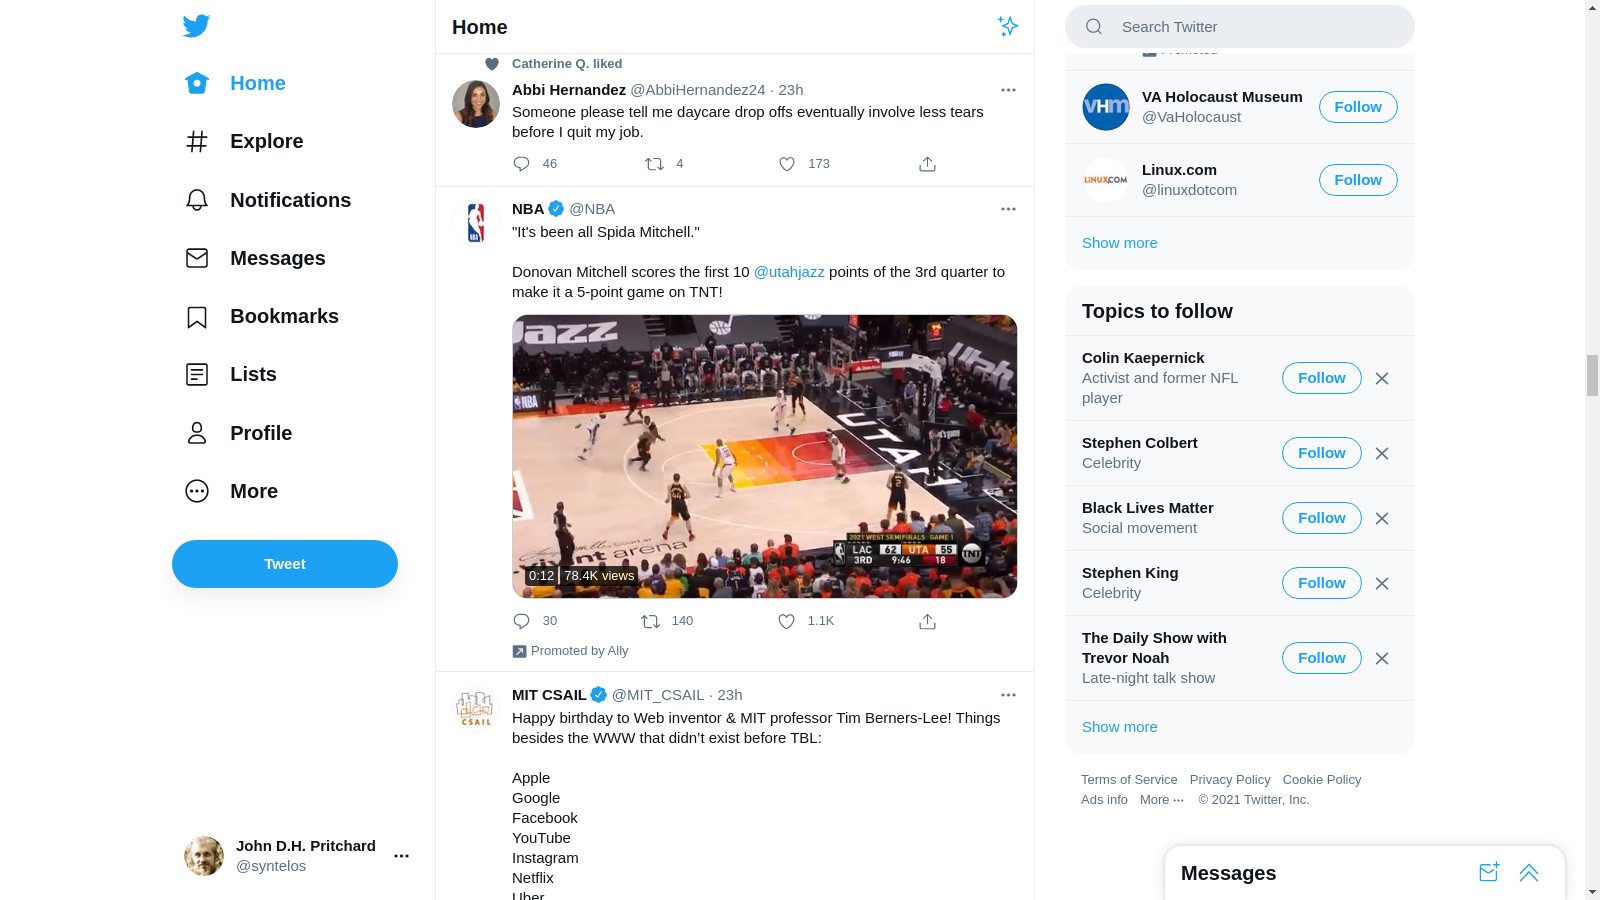 Home
Explore
Notifications
Messages
Bookmarks
Lists
Profile
More
Tweet
John D.H. Pritchard
@syntelos
Home
Catherine Q. liked
Abbi Hernandez @AbbiHernandez24 · 23h
Someone please tell me daycare drop offs eventually involve less tears
before I quit my job.
46 4 173
NBA @NBA
"It's been all Spida Mitchell."
Donovan Mitchell scores the first 10 @utahjazz points of the 3rd quarter to
make it a 5-point game on TNT!
Jazz
Utah
NBA
UTAH
arena
2021 WEST SEMIFINALS GAME 1
LAC 62 UTA 55
3RD 9:46 18
TNT
0:12 78.4K views
30 140 1.1K
Promoted by Ally
CSAIL
MIT CSAIL @MIT_CSAIL · 23h
Happy birthday to Web inventor & MIT professor Tim Berners-Lee! Things
besides the WWW that didn’t exist before TBL:
Apple
Google
Facebook
YouTube
Instagram
Netflix
Uber
Search Twitter
Promoted
VHM
VA Holocaust Museum
@VaHolocaust
Follow
LINUX.COM
Linux.com
@linuxdotcom
Follow
Show more
Topics to follow
Colin Kaepernick
Activist and former NFL
player
Follow
Stephen Colbert
Celebrity
Follow
Black Lives Matter
Social movement
Follow
Stephen King
Celebrity
Follow
The Daily Show with
Trevor Noah
Late-night talk show
Follow
Show more
Terms of Service Privacy Policy Cookie Policy
Ads info More ··· © 2021 Twitter, Inc.
Messages